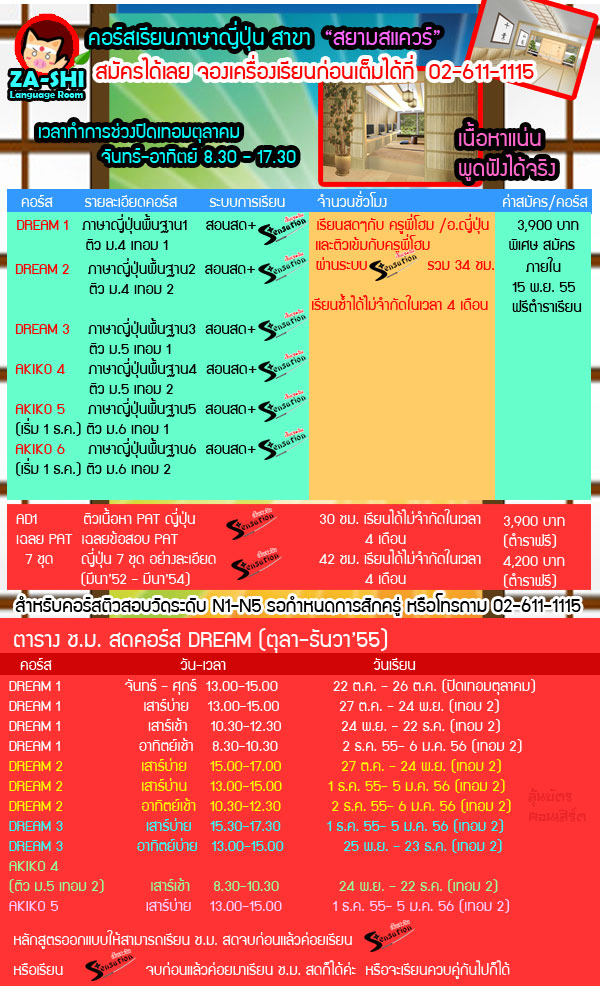 ZA-SHI
Language Room
คอร์สเรียนภาษาญี่ปุ่น สาขา "สยามสแควร์"
สมัครได้เลย จองเครื่องเรียนก่อนเต็มได้ที่ 02-611-1115
เวลาทำการช่วงปิดเทอมตุลาคม
จันทร์-อาทิตย์ 8.30 - 17.30
เนื้อหาแน่น
พูดฟังได้จริง
คอร์ส รายละเอียดคอร์ส ระบบการเรียน จำนวนชั่วโมง ค่าสมัคร/คอร์ส
DREAM 1 ภาษาญี่ปุ่นพื้นฐาน1 สอนสด+ Sensation
ติว ม.4 เทอม 1
DREAM 2 ภาษาญี่ปุ่นพื้นฐาน2 สอนสด+ Sensation
ติว ม.4 เทอม 2
DREAM 3 ภาษาญี่ปุ่นพื้นฐาน3 สอนสด+ Sensation
ติว ม.5 เทอม 1
AKIKO 4 ภาษาญี่ปุ่นพื้นฐาน4 สอนสด+ Sensation
ติว ม.5 เทอม 2
AKIKO 5 ภาษาญี่ปุ่นพื้นฐาน5 สอนสด+ Sensation
(เริ่ม 1 ธ.ค.) ติว ม.6 เทอม 1
AKIKO 6 ภาษาญี่ปุ่นพื้นฐาน6 สอนสด+ Sensation
(เริ่ม 1 ธ.ค.) ติว ม.6 เทอม 2
เรียนสดๆกับ ครูพี่โฮม /อ.ญี่ปุ่น
และติวเข้มกับครูพี่โฮม
ผ่านระบบ Sensation รวม 34 ชม.
เรียนซ้ำได้ไม่จำกัดในเวลา 4 เดือน
3,900 บาท
พิเศษ สมัคร
ภายใน
15 พ.ย. 55
ฟรีตำราเรียน
AD1 ติวเนื้อหา PAT ญี่ปุ่น Sensation 30 ชม. เรียนได้ไม่จำกัดในเวลา 3,900 บาท
เฉลย PAT เฉลยข้อสอบ PAT 4 เดือน (ตำราฟรี)
7 ชุด ญี่ปุ่น 7 ชุด อย่างละเอียด Sensation 42 ชม. เรียนได้ไม่จำกัดในเวลา 4,200 บาท
(มีนา'52 - มีนา'54) 4 เดือน (ตำราฟรี)
สำหรับคอร์สติวสอบวัดระดับ N1-N5 รอกำหนดการสักครู่ หรือโทรถาม 02-611-1115
ตาราง ช.ม. สดคอร์ส DREAM (ตุลา-ธันวา'55)
คอร์ส วัน-เวลา วันเรียน
DREAM 1 จันทร์ - ศุกร์ 13.00-15.00 22 ต.ค. - 26 ต.ค. (ปิดเทอมตุลาคม)
DREAM 1 เสาร์บ่าย 13.00-15.00 27 ต.ค. - 24 พ.ย. (เทอม 2)
DREAM 1 เสาร์เช้า 10.30-12.30 24 พ.ย. - 22 ธ.ค. (เทอม 2)
DREAM 1 อาทิตย์เช้า 8.30-10.30 2 ธ.ค. 55- 6 ม.ค. 56 (เทอม 2)
DREAM 2 เสาร์บ่าย 15.00-17.00 27 ต.ค. - 24 พ.ย. (เทอม 2)
DREAM 2 เสาร์บ่าน 13.00-15.00 1 ธ.ค. 55- 5 ม.ค. 56 (เทอม 2)
DREAM 2 อาทิตย์เช้า 10.30-12.30 2 ธ.ค. 55- 6 ม.ค. 56 (เทอม 2)
DREAM 3 เสาร์บ่าย 15.30-17.30 1 ธ.ค. 55- 5 ม.ค. 56 (เทอม 2)
DREAM 3 อาทิตย์บ่าย 13.00-15.00 25 พ.ย. - 23 ธ.ค. (เทอม 2)
AKIKO 4
(ติว ม.5 เทอม 2) เสาร์เช้า 8.30-10.30 24 พ.ย. - 22 ธ.ค. (เทอม 2)
AKIKO 5 เสาร์บ่าย 13.00-15.00 1 ธ.ค. 55- 5 ม.ค. 56 (เทอม 2)
หลักสูตรออกแบบให้สามารถเรียน ช.ม. สดจบก่อนแล้วค่อยเรียน Sensation
หรือเรียน Sensation จบก่อนแล้วค่อยมาเรียน ช.ม. สดก็ได้ค่ะ หรือจะเรียนควบคู่กันไปก็ได้